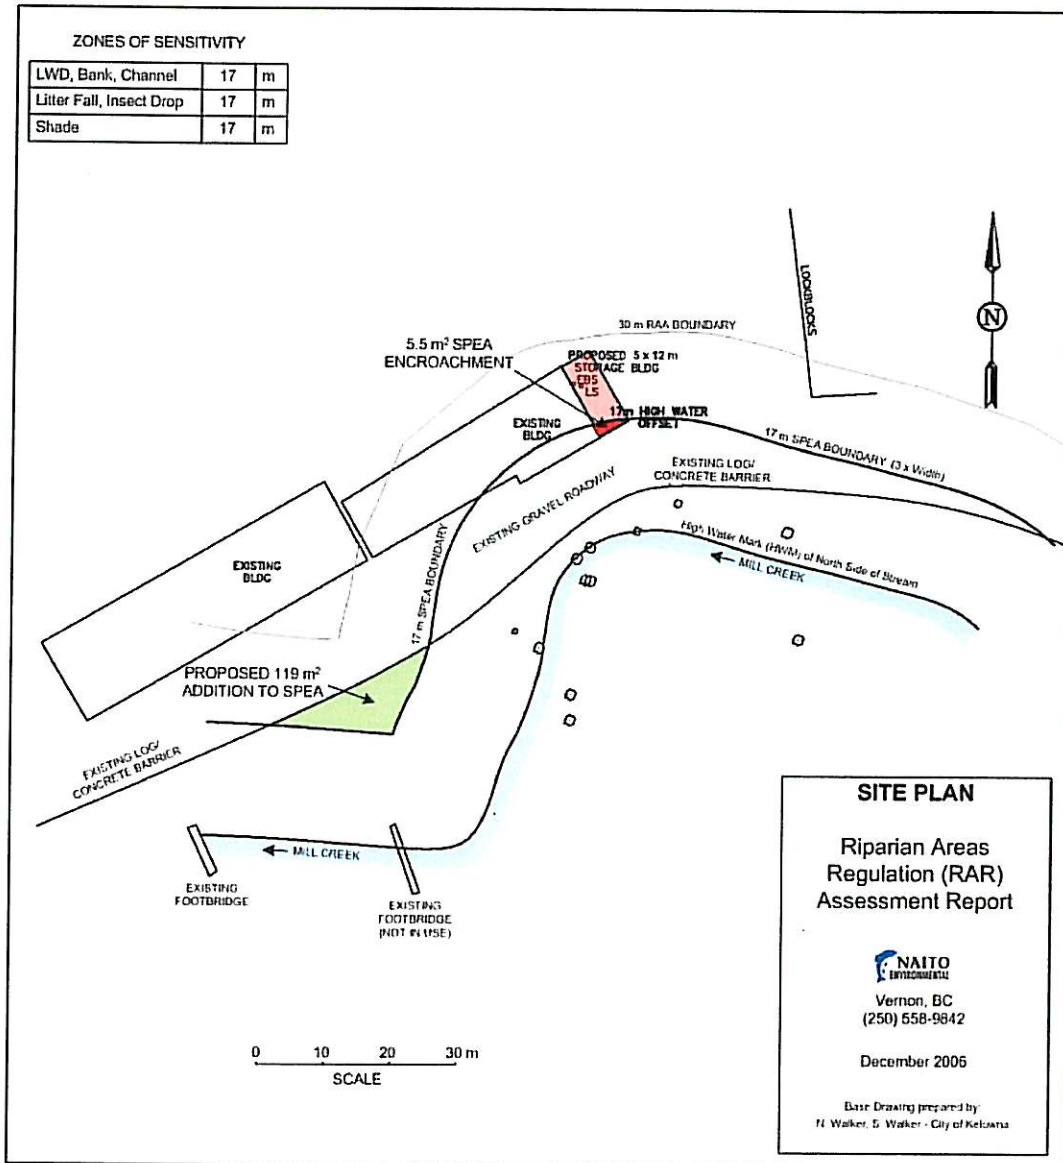 ZONES OF SENSITIVITY
LWD, Bank, Channel 17 m
Litter Fall, Insect Drop 17 m
Shade 17 m
LOCKBLOCKS
N
30 m RAA BOUNDARY
5.5 m² SPEA
ENCROACHMENT
PROPOSED 5 x 12 m
STORAGE BLDG
EBS
LS
17m HIGH WATER
OFFSET
EXISTING
BLDG
17 m SPEA BOUNDARY (3 x Width)
EXISTING LOG/
CONCRETE BARRIER
EXISTING GRAVEL ROADWAY
High Water Mark (HWM) of North Side of Stream
MILL CREEK
EXISTING
BLDG
17 m SPEA BOUNDARY
PROPOSED 119 m²
ADDITION TO SPEA
EXISTING LOG/
CONCRETE BARRIER
MILL CREEK
EXISTING
FOOTBRIDGE
EXISTING
FOOTBRIDGE
(NOT IN USE)
0 10 20 30 m
SCALE
SITE PLAN
Riparian Areas
Regulation (RAR)
Assessment Report
NAITO
ENVIRONMENTAL
Vernon, BC
(250) 558-9842
December 2006
Base Drawing prepared by
N. Walker, S. Walker - City of Kelowna